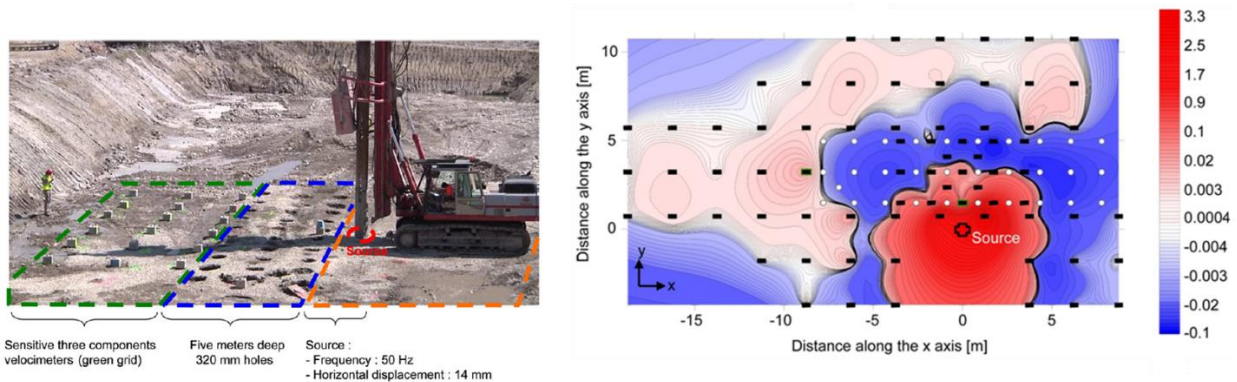 Source
Sensitive three components
velocimeters (green grid)
Five meters deep
320 mm holes
Source :
- Frequency : 50 Hz
- Horizontal displacement : 14 mm
Distance along the y axis [m]
10
5
0
y
x
Source
-15
-10
-5
0
5
Distance along the x axis [m]
3.3
2.5
1.7
0.1
0.02
0.003
0.0004
-0.004
-0.003
-0.02
-0.1